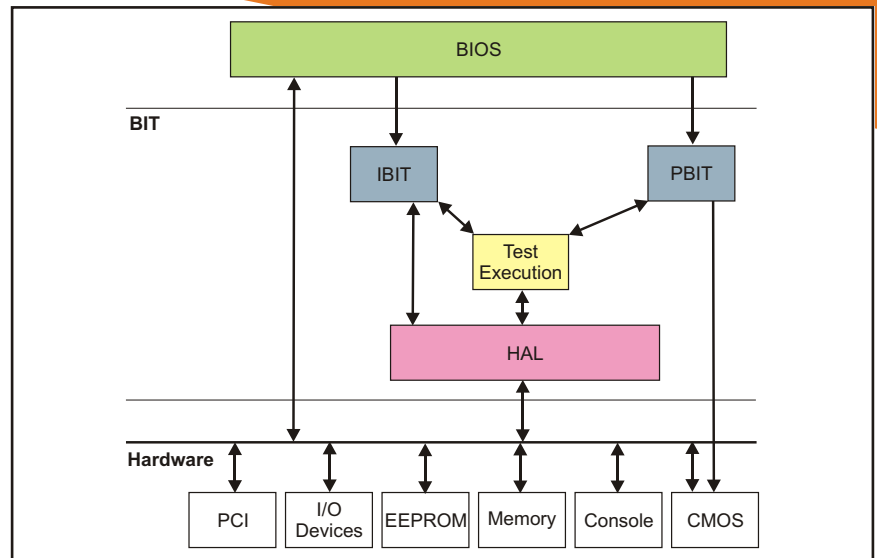 BIOS
BIT
IBIT
PBIT
Test
Execution
HAL
Hardware
PCI
I/O
Devices
EEPROM
Memory
Console
CMOS